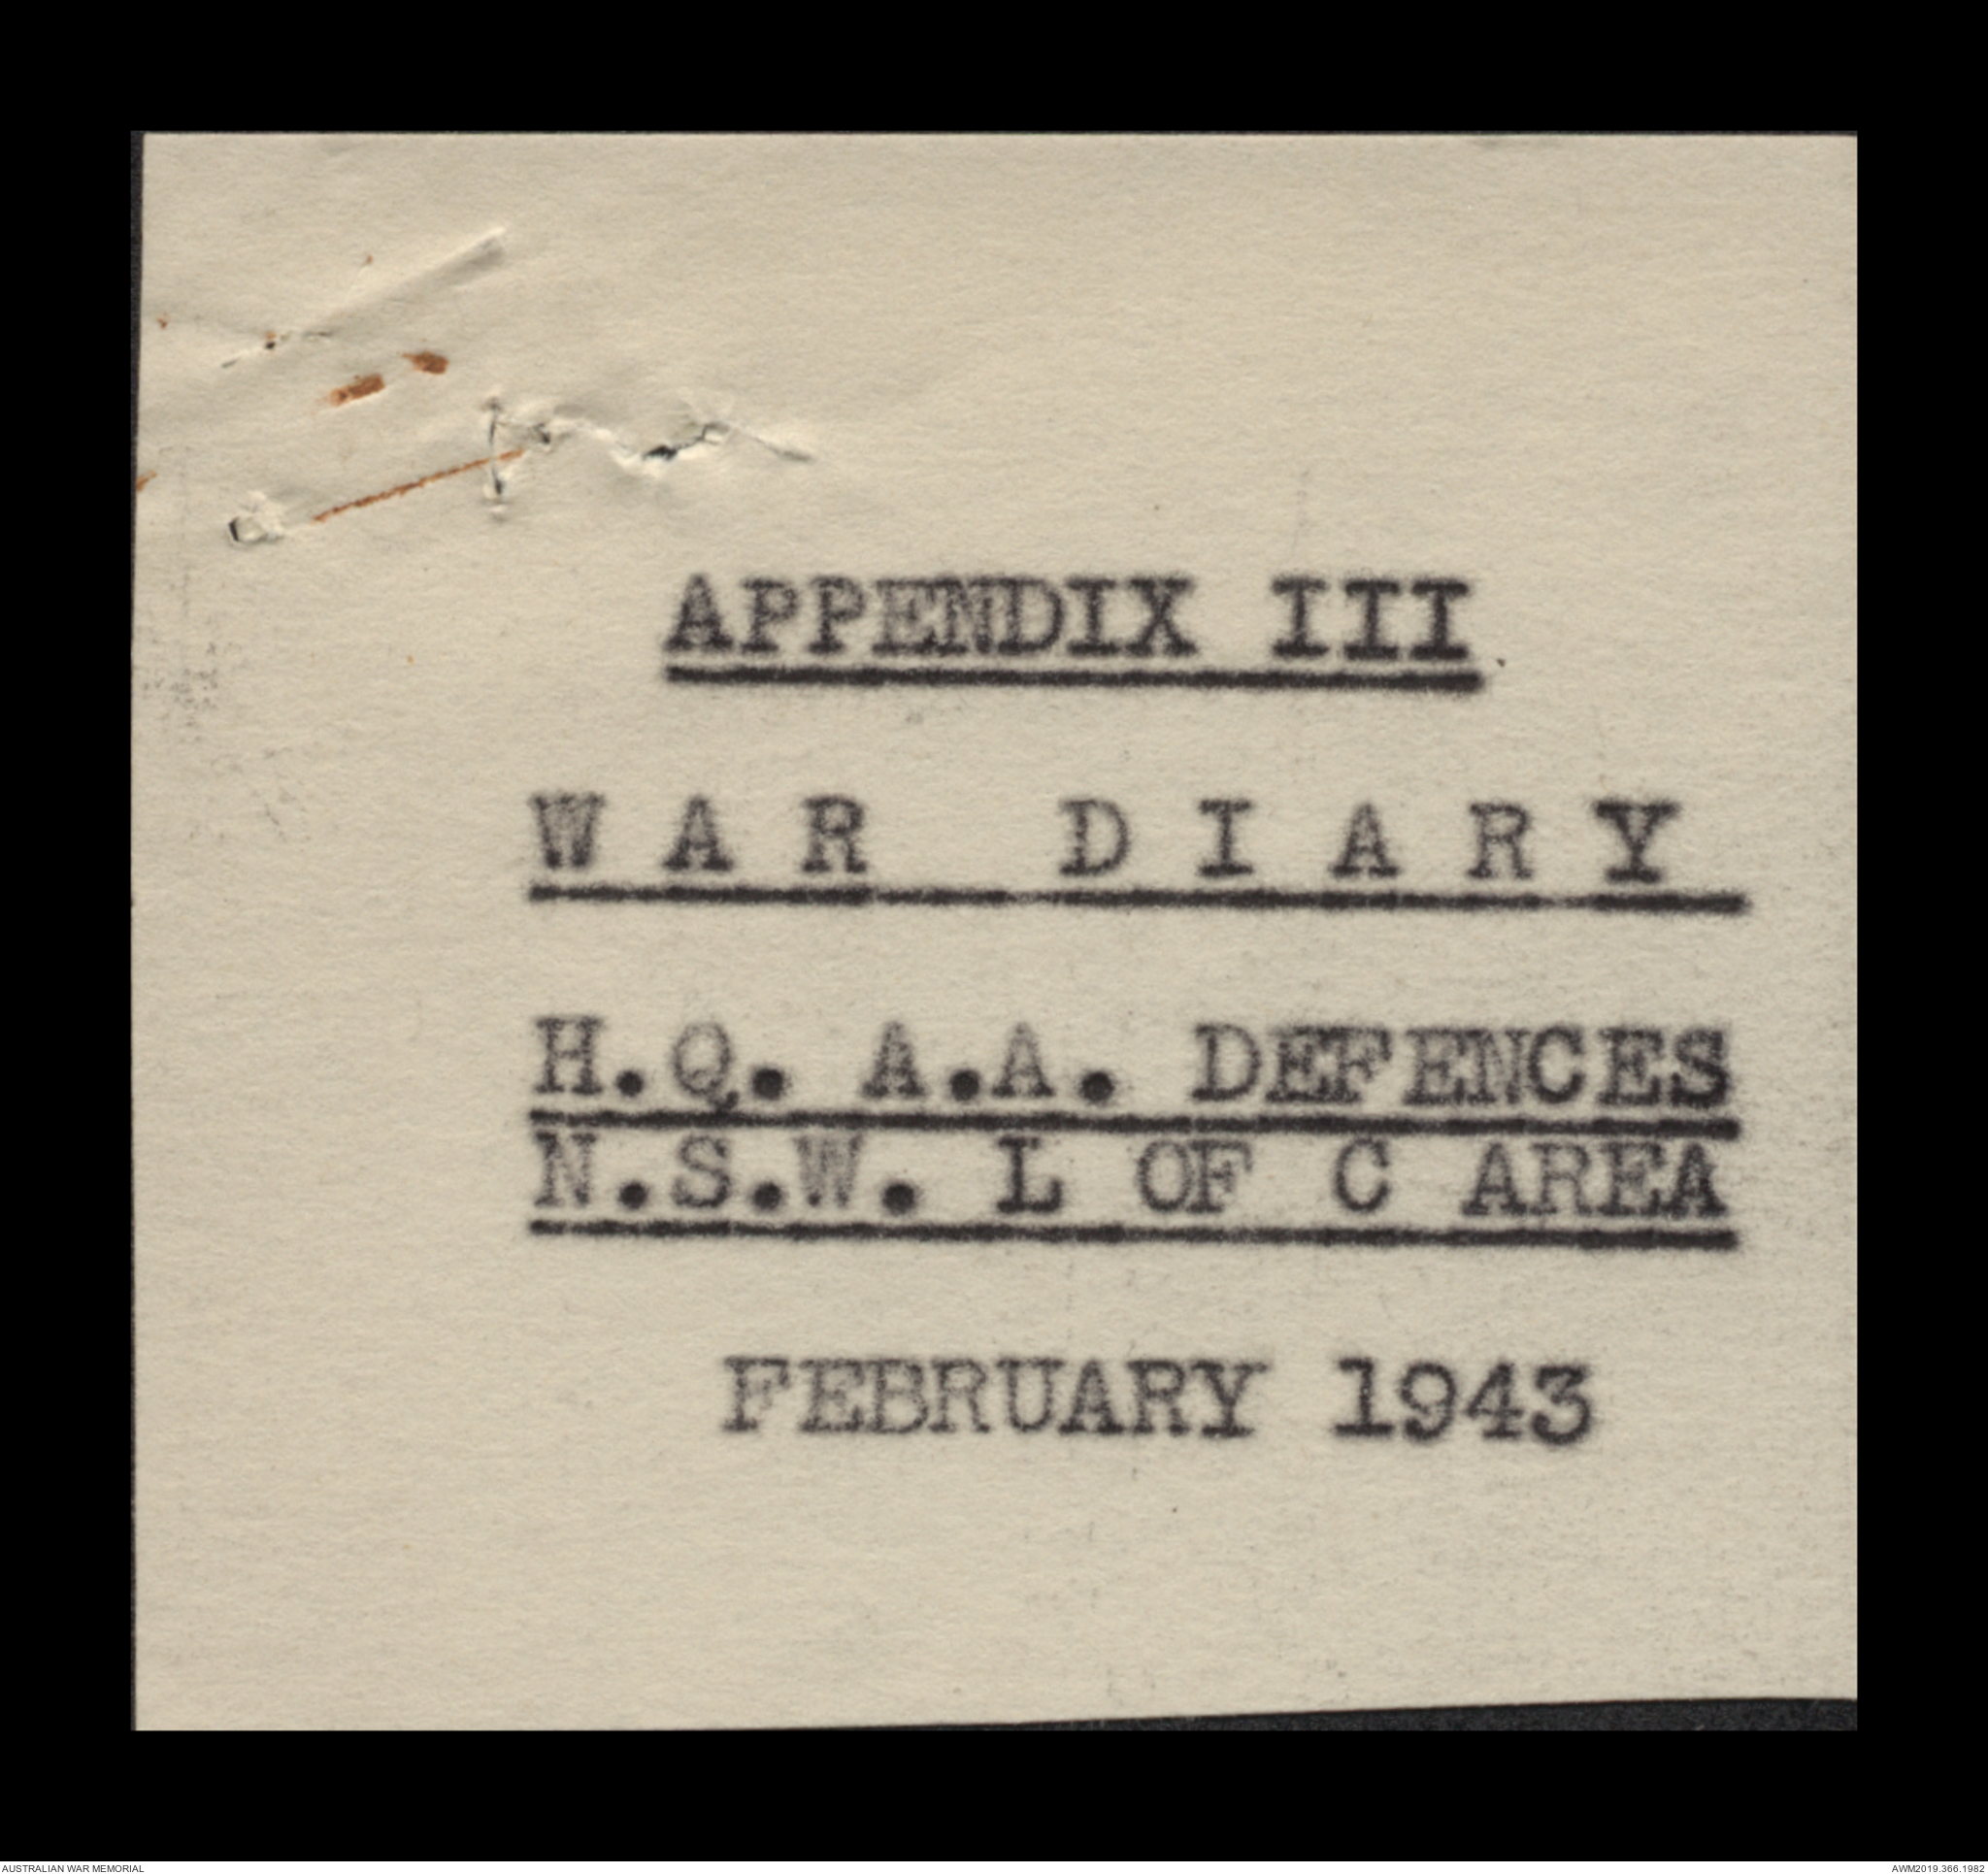 APPENDIX III
WAR DIARY
H.Q. A.A. DEFENCES
N.S.W. L OF C AREA
FEBRUARY 1943
AUSTRALIAN WAR MEMORIAL
AWM2019.366.1982